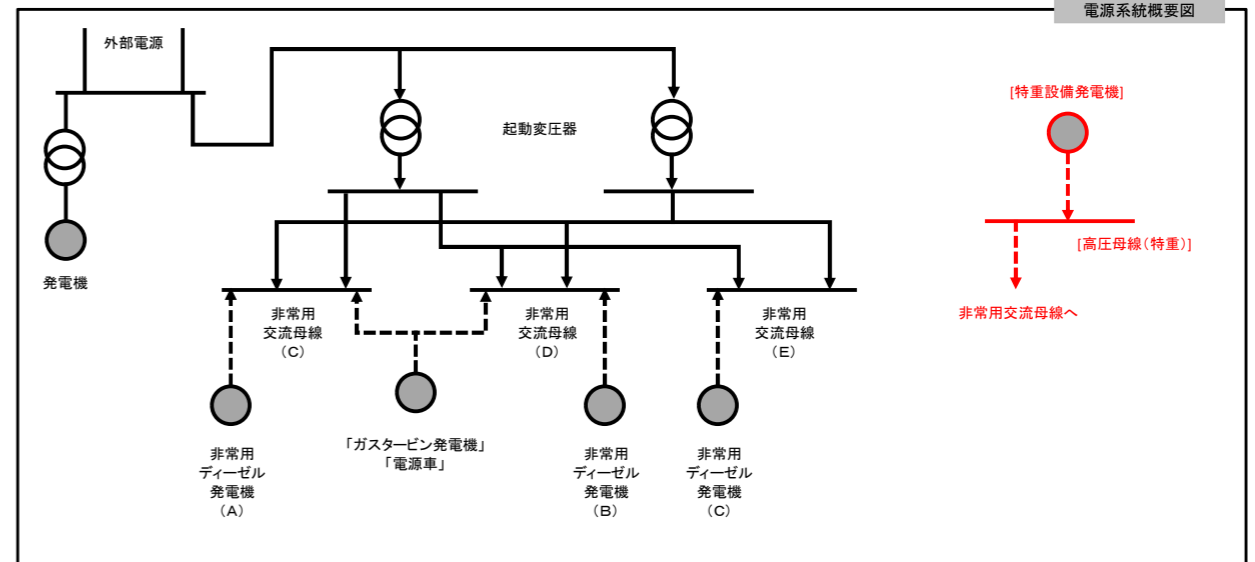 電源系統概要図
外部電源
[特重設備発電機]
起動変圧器
[高圧母線(特重)]
発電機
非常用
交流母線
(C)
非常用
交流母線
(D)
非常用
交流母線
(E)
非常用交流母線へ
非常用
ディーゼル
発電機
(A)
「ガスタービン発電機」
「電源車」
非常用
ディーゼル
発電機
(B)
非常用
ディーゼル
発電機
(C)